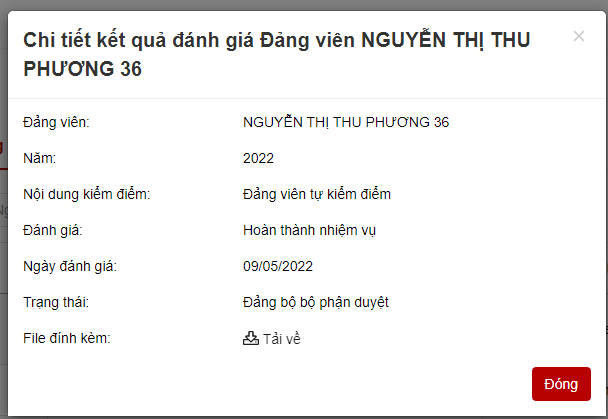 Chi tiết kết quả đánh giá Đảng viên NGUYỄN THỊ THU
PHƯƠNG 36
×
Đảng viên: NGUYỄN THỊ THU PHƯƠNG 36
Năm: 2022
Nội dung kiểm điểm: Đảng viên tự kiểm điểm
Đánh giá: Hoàn thành nhiệm vụ
Ngày đánh giá: 09/05/2022
Trạng thái: Đảng bộ bộ phận duyệt
File đính kèm: Tải về
Đóng